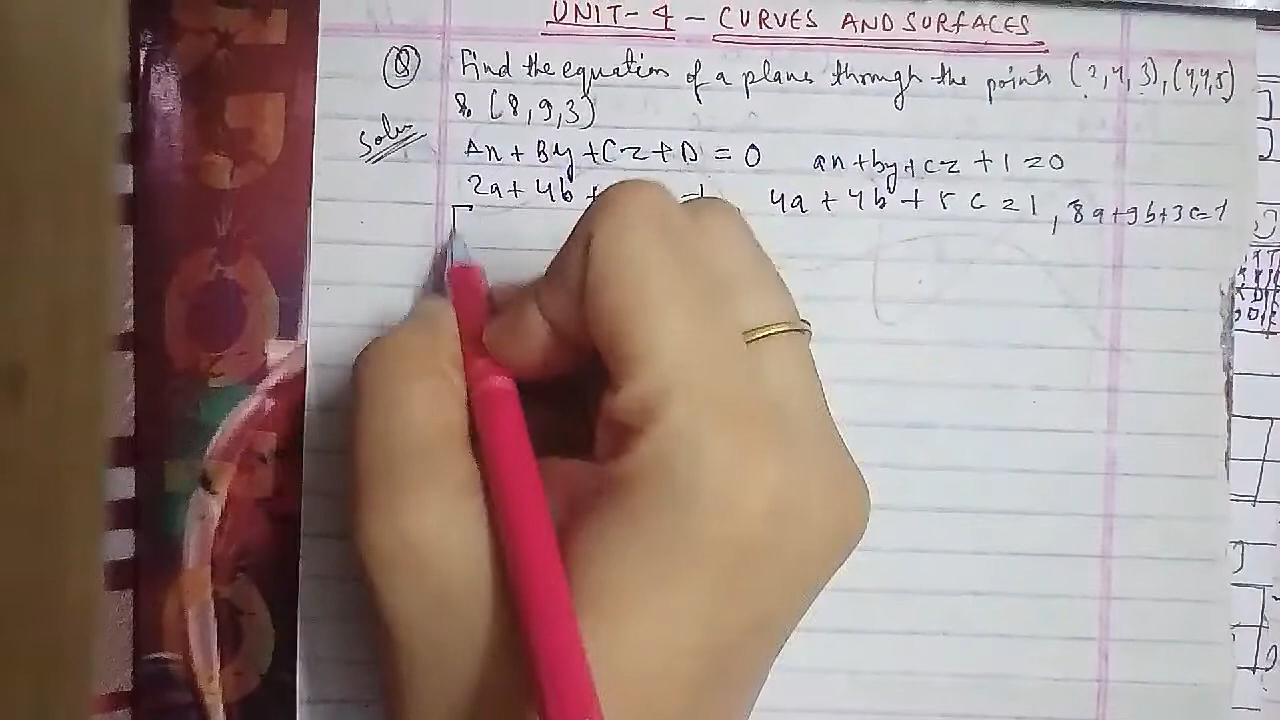 UNIT-4 - CURVES AND SURFACES
Q Find the equation of a plane through the points (2,4,3), (4,4,5)
& (8,9,3)
Soln
Ax + By + Cz + D = 0 ax + by + cz + 1 = 0
2a + 4b + 4a + 4b + 5c = 1, 8a+9b+3c=1